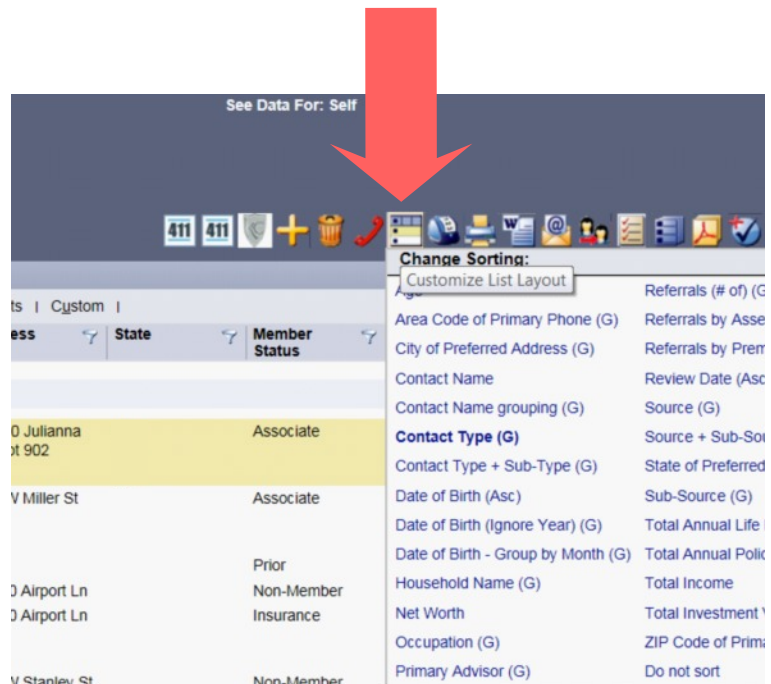 See Data For: Self
411 411
Change Sorting:
Customize List Layout
ts | Custom |
ess State Member Status
0 Julianna Associate
ot 902
W Miller St Associate
Prior
0 Airport Ln Non-Member
0 Airport Ln Insurance
W Stanley St Non-Member
Referrals (# of) (G
Area Code of Primary Phone (G) Referrals by Asse
City of Preferred Address (G) Referrals by Prem
Contact Name Review Date (Asc
Contact Name grouping (G) Source (G)
Contact Type (G) Source + Sub-Sou
Contact Type + Sub-Type (G) State of Preferred
Date of Birth (Asc) Sub-Source (G)
Date of Birth (Ignore Year) (G) Total Annual Life
Date of Birth - Group by Month (G) Total Annual Polic
Household Name (G) Total Income
Net Worth Total Investment V
Occupation (G) ZIP Code of Prima
Primary Advisor (G) Do not sort